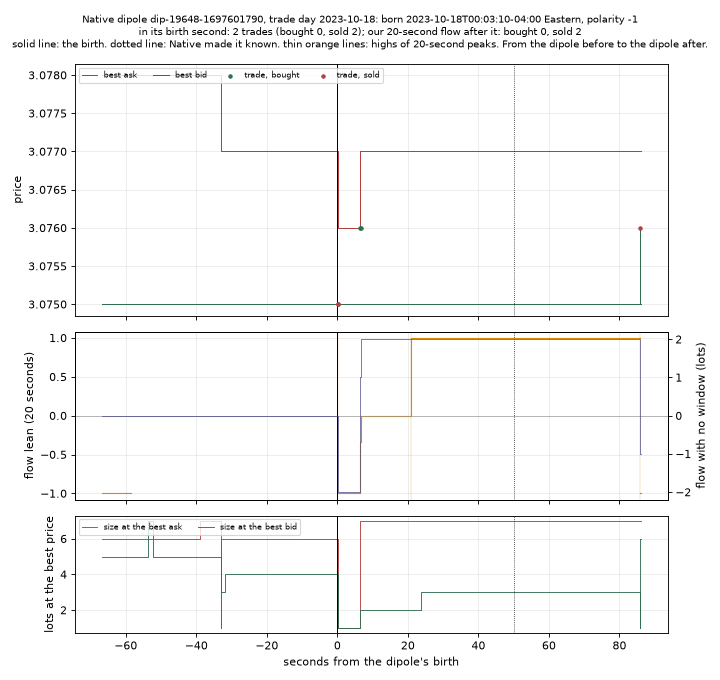 Native dipole dip-19648-1697601790, trade day 2023-10-18: born 2023-10-18T00:03:10-04:00 Eastern, polarity -1
in its birth second: 2 trades (bought 0, sold 2); our 20-second flow after it: bought 0, sold 2
solid line: the birth. dotted line: Native made it known. thin orange lines: highs of 20-second peaks. From the dipole before to the dipole after.
best ask
best bid
trade, bought
trade, sold
3.0780
3.0775
3.0770
3.0765
3.0760
3.0755
3.0750
price
1.0
0.5
0.0
−0.5
−1.0
flow lean (20 seconds)
2
1
0
−1
−2
flow with no window (lots)
size at the best ask
size at the best bid
6
4
2
lots at the best price
−60
−40
−20
0
20
40
60
80
seconds from the dipole's birth